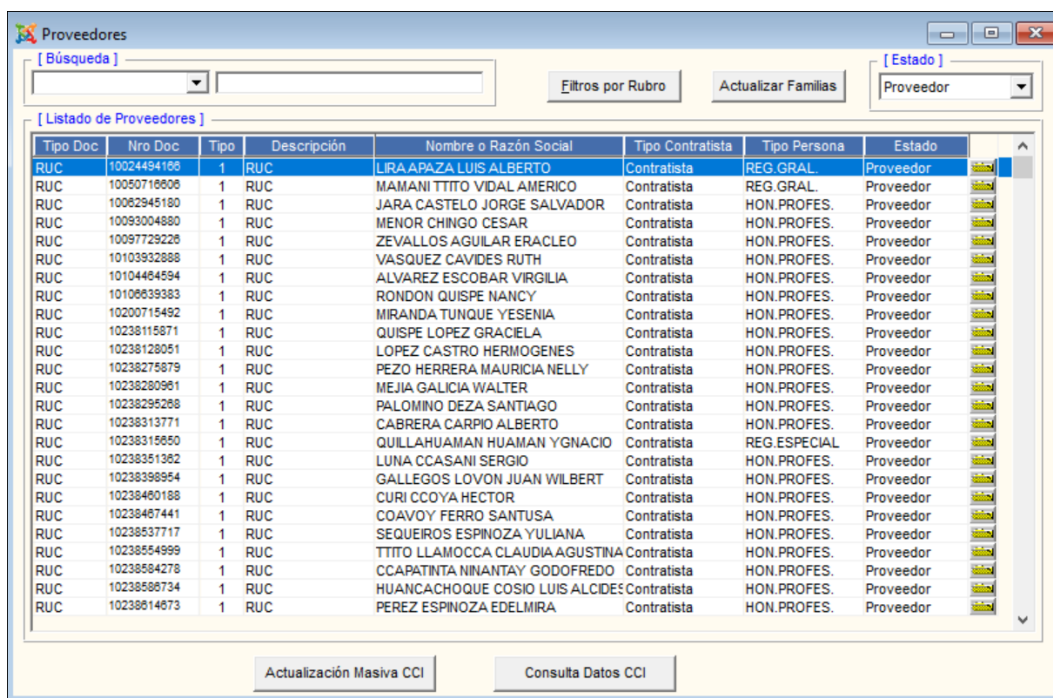 Proveedores
[ Búsqueda ] [ Estado ]
Filtros por Rubro Actualizar Familias Proveedor
[ Listado de Proveedores ]
Tipo Doc Nro Doc Tipo Descripción Nombre o Razón Social Tipo Contratista Tipo Persona Estado
RUC 10024494166 1 RUC LIRA APAZA LUIS ALBERTO Contratista REG.GRAL. Proveedor
RUC 10050716606 1 RUC MAMANI TTITO VIDAL AMERICO Contratista REG.GRAL. Proveedor
RUC 10062945180 1 RUC JARA CASTELO JORGE SALVADOR Contratista HON.PROFES. Proveedor
RUC 10093004880 1 RUC MENOR CHINGO CESAR Contratista HON.PROFES. Proveedor
RUC 10097729226 1 RUC ZEVALLOS AGUILAR ERACLEO Contratista HON.PROFES. Proveedor
RUC 10103932888 1 RUC VASQUEZ CAVIDES RUTH Contratista HON.PROFES. Proveedor
RUC 10104464594 1 RUC ALVAREZ ESCOBAR VIRGILIA Contratista HON.PROFES. Proveedor
RUC 10106639383 1 RUC RONDON QUISPE NANCY Contratista HON.PROFES. Proveedor
RUC 10200715492 1 RUC MIRANDA TUNQUE YESENIA Contratista HON.PROFES. Proveedor
RUC 10238115871 1 RUC QUISPE LOPEZ GRACIELA Contratista HON.PROFES. Proveedor
RUC 10238128051 1 RUC LOPEZ CASTRO HERMOGENES Contratista HON.PROFES. Proveedor
RUC 10238275879 1 RUC PEZO HERRERA MAURICIA NELLY Contratista HON.PROFES. Proveedor
RUC 10238280961 1 RUC MEJIA GALICIA WALTER Contratista HON.PROFES. Proveedor
RUC 10238295268 1 RUC PALOMINO DEZA SANTIAGO Contratista HON.PROFES. Proveedor
RUC 10238313771 1 RUC CABRERA CARPIO ALBERTO Contratista HON.PROFES. Proveedor
RUC 10238315650 1 RUC QUILLAHUAMAN HUAMAN YGNACIO Contratista REG.ESPECIAL Proveedor
RUC 10238351362 1 RUC LUNA CCASANI SERGIO Contratista HON.PROFES. Proveedor
RUC 10238398954 1 RUC GALLEGOS LOVON JUAN WILBERT Contratista HON.PROFES. Proveedor
RUC 10238460188 1 RUC CURI CCOYA HECTOR Contratista HON.PROFES. Proveedor
RUC 10238467441 1 RUC COAVOY FERRO SANTUSA Contratista HON.PROFES. Proveedor
RUC 10238537717 1 RUC SEQUEIROS ESPINOZA YULIANA Contratista HON.PROFES. Proveedor
RUC 10238554999 1 RUC TTITO LLAMOCCA CLAUDIA AGUSTINA Contratista HON.PROFES. Proveedor
RUC 10238584278 1 RUC CCAPATINTA NINANTAY GODOFREDO Contratista HON.PROFES. Proveedor
RUC 10238586734 1 RUC HUANCACHOQUE COSIO LUIS ALCIDES Contratista HON.PROFES. Proveedor
RUC 10238614673 1 RUC PEREZ ESPINOZA EDELMIRA Contratista HON.PROFES. Proveedor
Actualización Masiva CCI Consulta Datos CCI